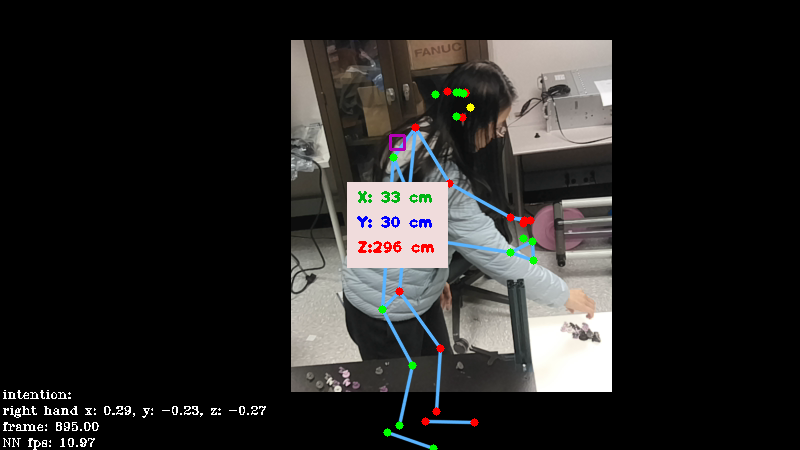 FANUC
X: 33 cm
Y: 30 cm
Z:296 cm
intention:
right hand x: 0.29, y: -0.23, z: -0.27
frame: 895.00
NN fps: 10.97